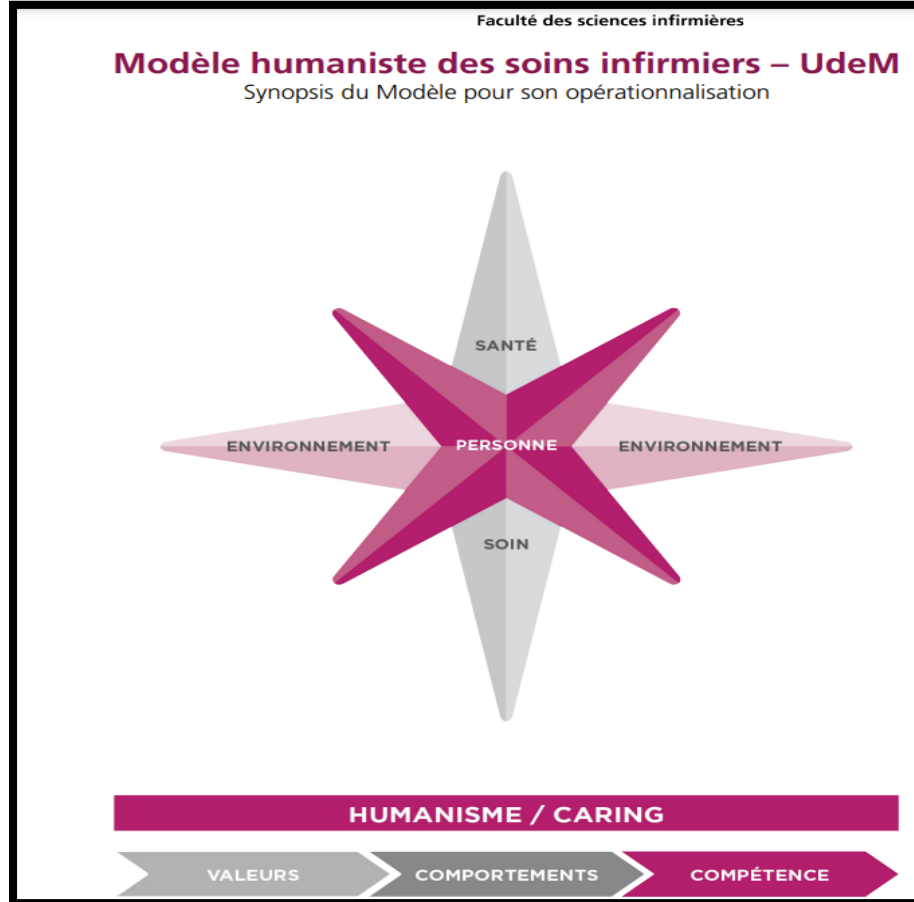 Faculté des sciences infirmières
Modèle humaniste des soins infirmiers – UdeM
Synopsis du Modèle pour son opérationnalisation
SANTÉ
ENVIRONNEMENT PERSONNE ENVIRONNEMENT
SOIN
HUMANISME / CARING
VALEURS COMPORTEMENTS COMPÉTENCE